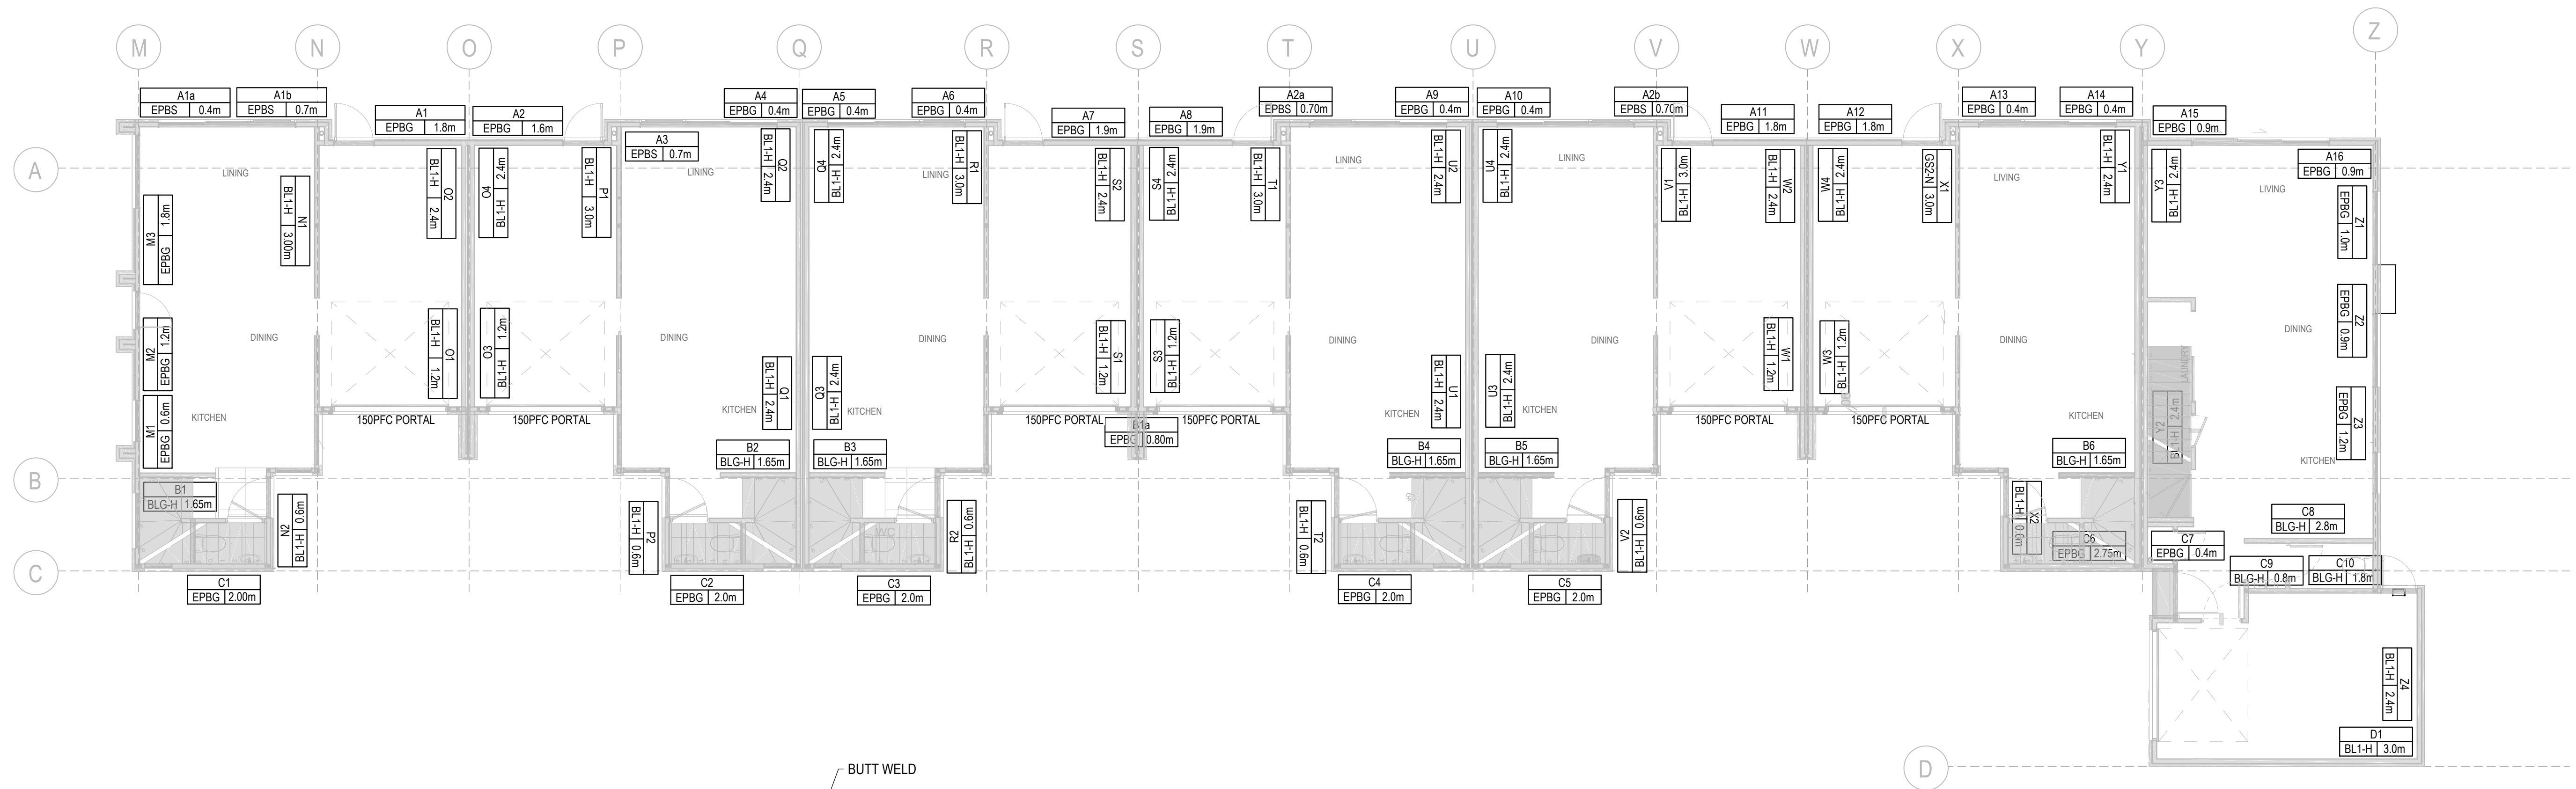 M N O P Q R S T U V W X Y Z
A1a
EPBS 0.4m
A1b
EPBS 0.7m
A1
EPBG 1.8m
A2
EPBG 1.6m
A3
EPBS 0.7m
A4
EPBG 0.4m
A5
EPBG 0.4m
A6
EPBG 0.4m
A7
EPBG 1.9m
A8
EPBG 1.9m
A2a
EPBS 0.70m
A9
EPBG 0.4m
A10
EPBG 0.4m
A2b
EPBS 0.70m
A11
EPBG 1.8m
A12
EPBG 1.8m
A13
EPBG 0.4m
A14
EPBG 0.4m
A15
EPBG 0.9m
A16
EPBG 0.9m
A
LINING
LINING
LINING
LINING
LINING
LIVING
LIVING
M3
EPBG 1.8m
N1
BL1-H 3.00m
O2
BL1-H 2.4m
O4
BL1-H 2.4m
P1
BL1-H 3.0m
Q2
BL1-H 2.4m
Q4
BL1-H 2.4m
R1
BL1-H 3.0m
S2
BL1-H 2.4m
S4
BL1-H 2.4m
T1
BL1-H 3.0m
U2
BL1-H 2.4m
U4
BL1-H 2.4m
V1
BL1-H 3.0m
W2
BL1-H 2.4m
W4
BL1-H 2.4m
X1
GS2-N 3.0m
Y1
BL1-H 2.4m
Y3
BL1-H 2.4m
Z1
EPBG 1.0m
M2
EPBG 1.2m
DINING
O1
BL1-H 1.2m
O3
BL1-H 1.2m
DINING
DINING
S1
BL1-H 1.2m
S3
BL1-H 1.2m
DINING
DINING
W1
BL1-H 1.2m
W3
BL1-H 1.2m
DINING
DINING
Z2
EPBG 0.9m
M1
EPBG 0.6m
KITCHEN
150PFC PORTAL
150PFC PORTAL
KITCHEN
Q1
BL1-H 2.4m
Q3
BL1-H 2.4m
KITCHEN
150PFC PORTAL
B1a
EPBG 0.80m
150PFC PORTAL
KITCHEN
U1
BL1-H 2.4m
U3
BL1-H 2.4m
KITCHEN
150PFC PORTAL
150PFC PORTAL
KITCHEN
LAUNDRY
Y2
BL1-H 2.4m
Z3
EPBG 1.2m
KITCHEN
B
B1
BLG-H 1.65m
B2
BLG-H 1.65m
B3
BLG-H 1.65m
B4
BLG-H 1.65m
B5
BLG-H 1.65m
B6
BLG-H 1.65m
N2
BL1-H 0.6m
P2
BL1-H 0.6m
WC
R2
BL1-H 0.6m
T2
BL1-H 0.6m
V2
BL1-H 0.6m
X2
BL1-H 0.6m
C6
EPBG 2.75m
C7
EPBG 0.4m
C8
BLG-H 2.8m
C9
BLG-H 0.8m
C10
BLG-H 1.8m
C
C1
EPBG 2.00m
C2
EPBG 2.0m
C3
EPBG 2.0m
C4
EPBG 2.0m
C5
EPBG 2.0m
Z4
BL1-H 2.4m
D1
BL1-H 3.0m
D
BUTT WELD